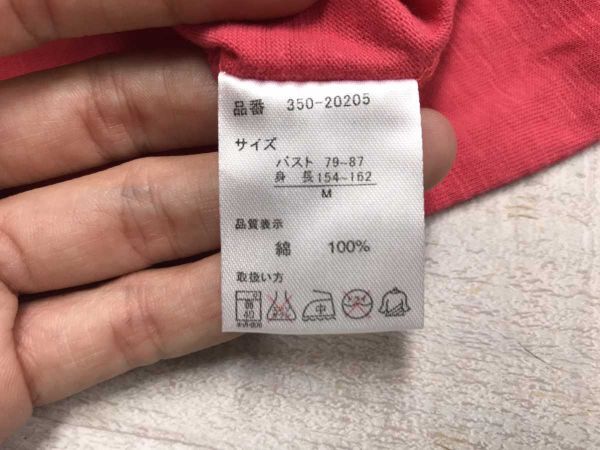 品番 350-20205
サイズ
バスト 79~87
身 長 154~162
M
品質表示
綿 100%
取扱い方
40 中